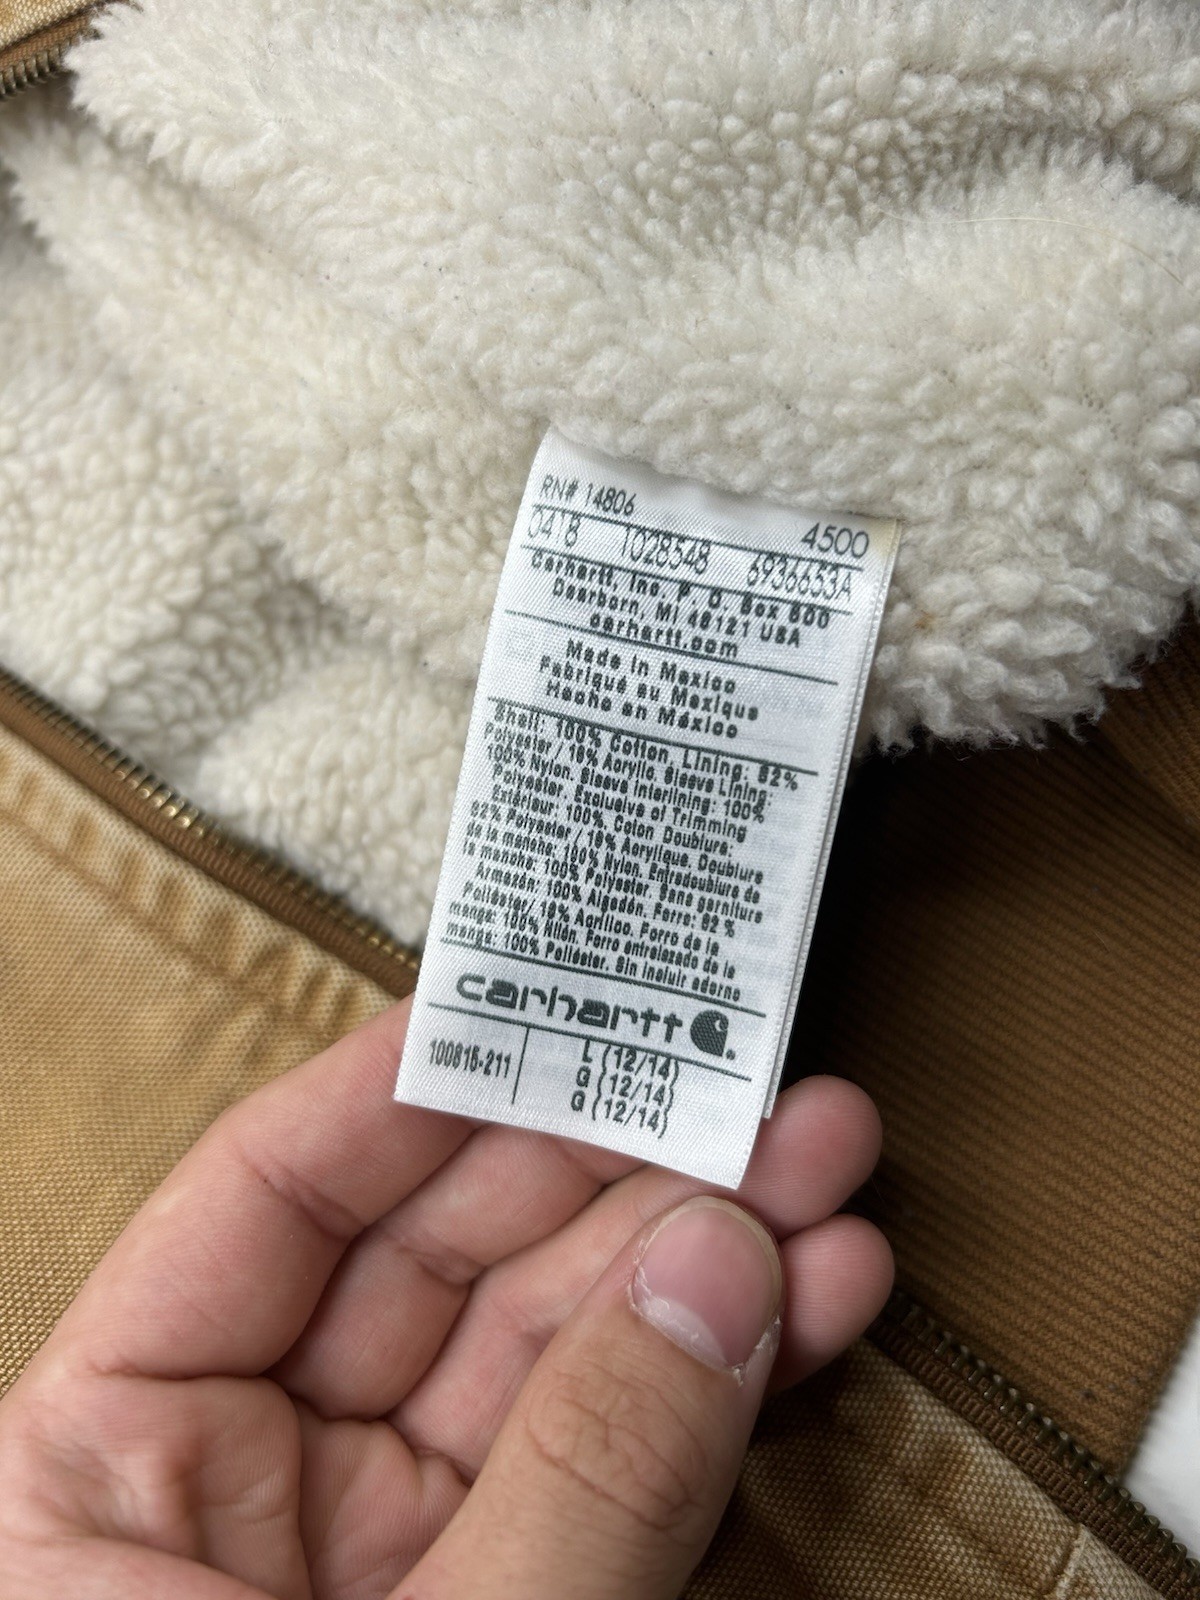 RN# 14806
4500
0418 1028548 6936653A
Carhartt, Inc. P. O. Box 600
Dearborn, MI 48121 USA
carhartt.com
Made in Mexico
Fabriqué au Mexique
Hecho en México
Shell: 100% Cotton, Lining: 82%
Polyester / 18% Acrylic. Sleeve Lining:
100% Nylon. Sleeve Interlining: 100%
Polyester. Exclusive of Trimming
Extérieur: 100% Coton Doublure:
82% Polyester / 18% Acrylique. Doublure
de la manche: 100% Nylon. Entredoublure de
la manche: 100% Polyester. Sans garniture
Armazón: 100% Algodón. Forro: 82 %
Poliéster/ 18% Acrílico. Forro de la
manga: 100% Nilón. Forro entrelazado de la
manga: 100% Poliéster. Sin incluir adorno
carhartt
100815-211
L (12/14)
G (12/14)
G (12/14)